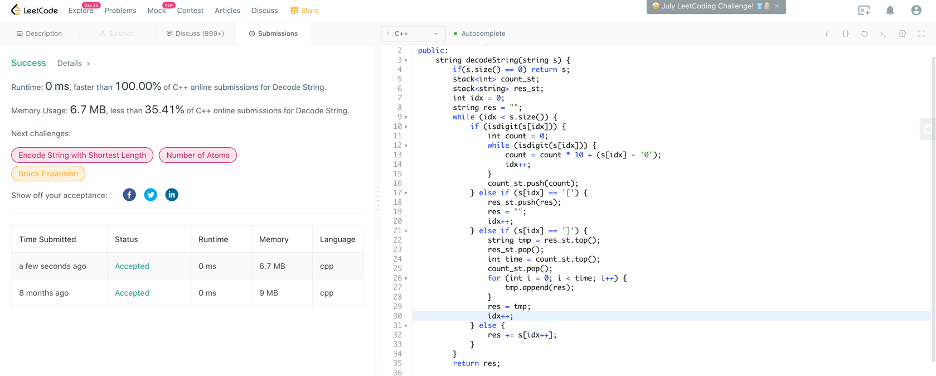 LeetCode Explore Day 23 Problems Mock new Contest Articles Discuss Store
July LeetCoding Challenge!
Description Solution Discuss (999+) Submissions
C++ Autocomplete
Success Details
Runtime: 0 ms, faster than 100.00% of C++ online submissions for Decode String.
Memory Usage: 6.7 MB, less than 35.41% of C++ online submissions for Decode String.
Next challenges:
Encode String with Shortest Length Number of Atoms
Brace Expansion
Show off your acceptance:
Time Submitted Status Runtime Memory Language
a few seconds ago Accepted 0 ms 6.7 MB cpp
8 months ago Accepted 0 ms 9 MB cpp
2 public:
3 string decodeString(string s) {
4 if(s.size() == 0) return s;
5 stack<int> count_st;
6 stack<string> res_st;
7 int idx = 0;
8 string res = "";
9 while (idx < s.size()) {
10 if (isdigit(s[idx])) {
11 int count = 0;
12 while (isdigit(s[idx])) {
13 count = count * 10 + (s[idx] - '0');
14 idx++;
15 }
16 count_st.push(count);
17 } else if (s[idx] == '[') {
18 res_st.push(res);
19 res = "";
20 idx++;
21 } else if (s[idx] == ']') {
22 string tmp = res_st.top();
23 res_st.pop();
24 int time = count_st.top();
25 count_st.pop();
26 for (int i = 0; i < time; i++) {
27 tmp.append(res);
28 }
29 res = tmp;
30 idx++;
31 } else {
32 res += s[idx++];
33 }
34 }
35 return res;
36